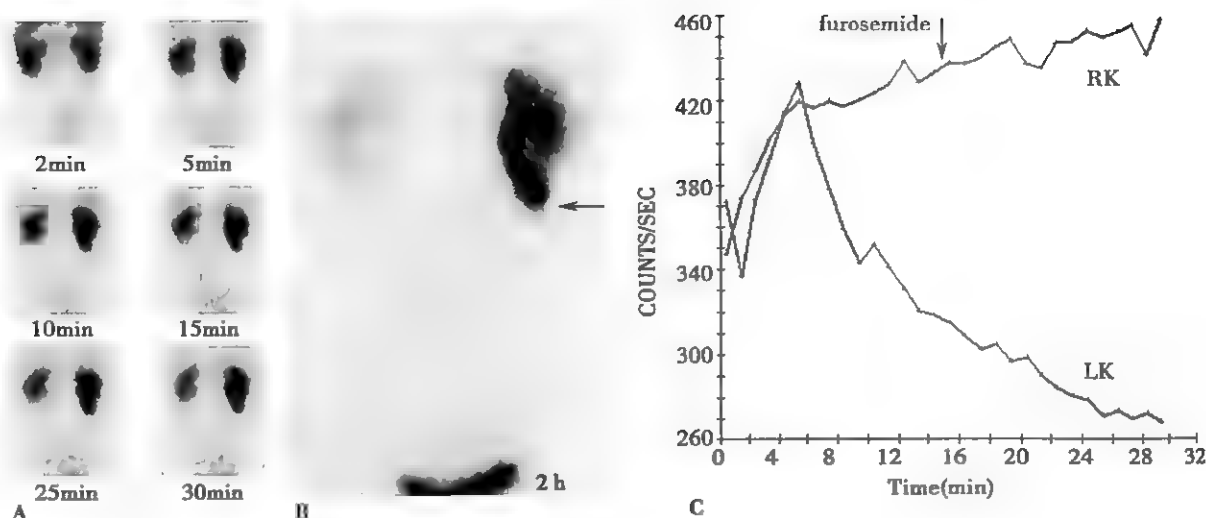 2min
5min
10min
15min
25min
30min
A
2 h
B
furosemide
RK
LK
COUNTS/SEC
460
420
380
340
300
260
0
4
8
12
16
20
24
28
32
Time(min)
C